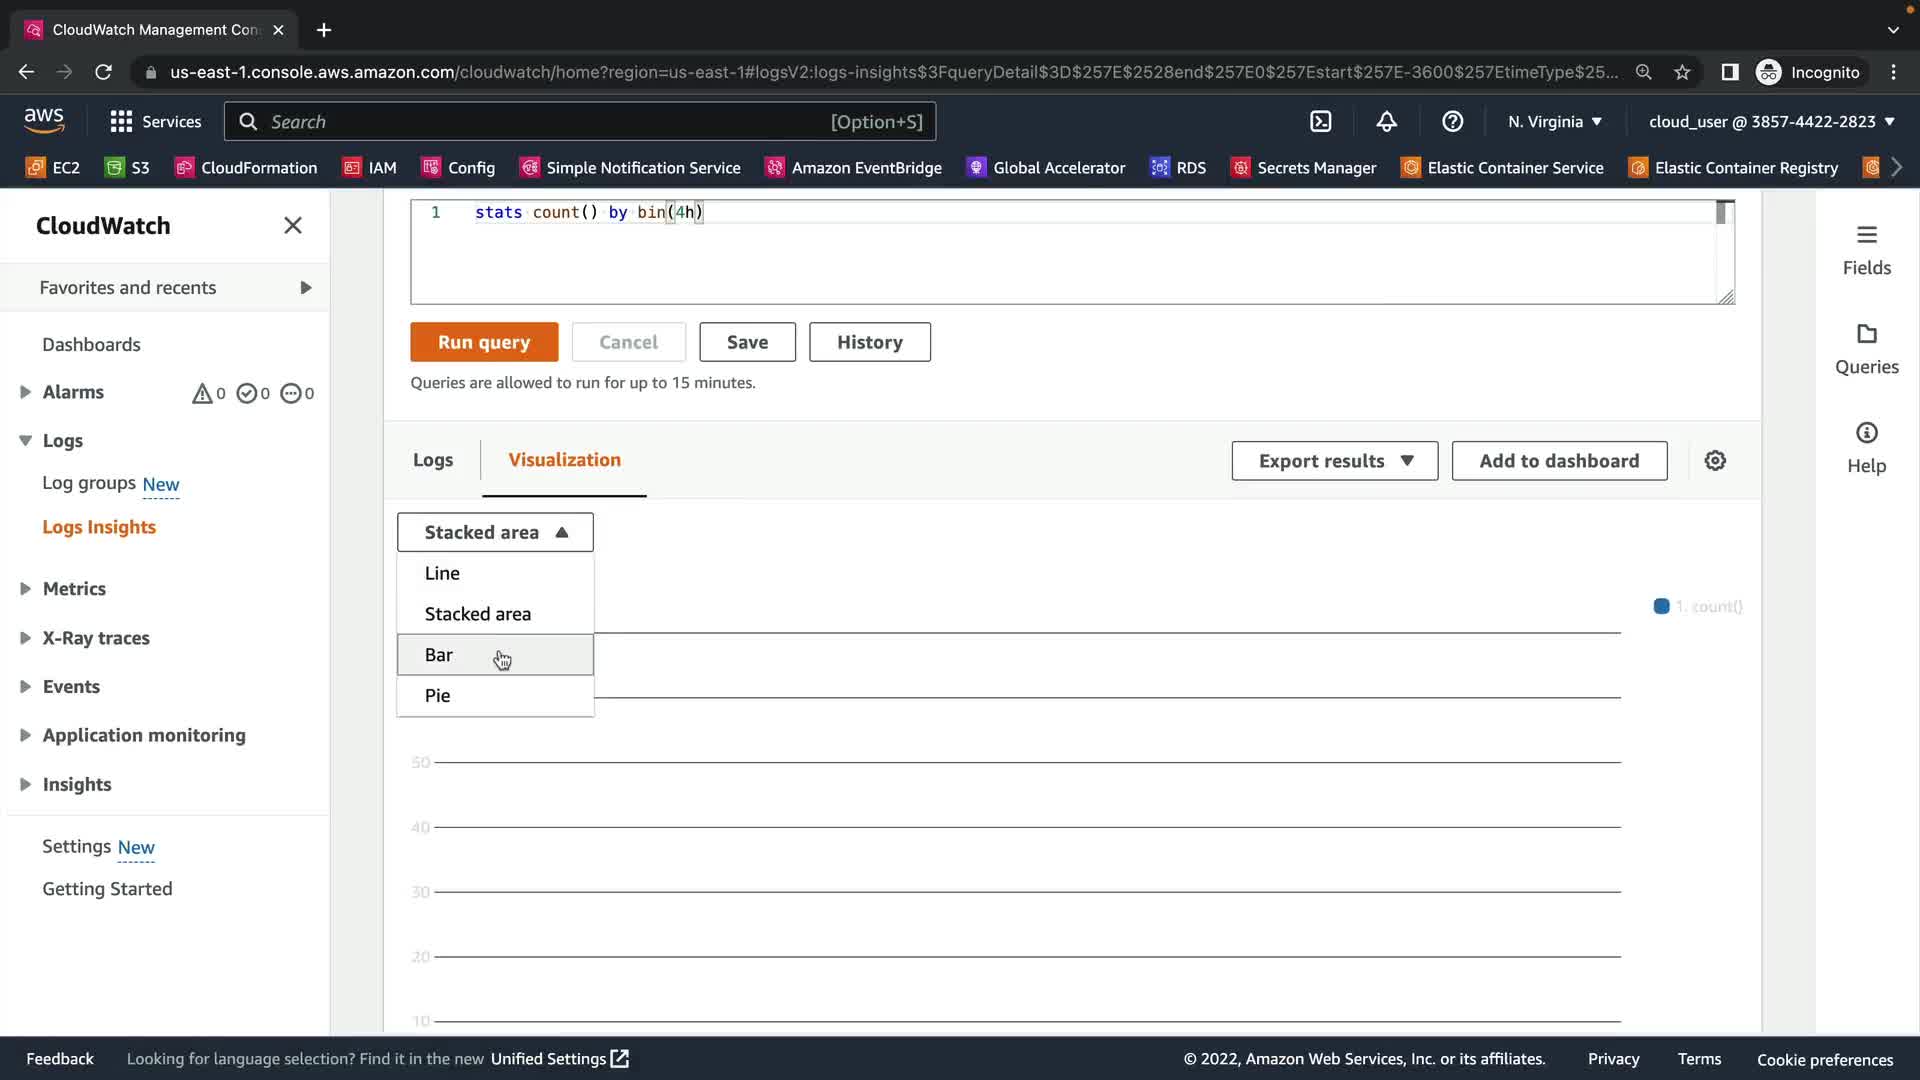 CloudWatch Management Con
us-east-1.console.aws.amazon.com/cloudwatch/home?region=us-east-1#logsV2:logs-insights$3FqueryDetail$3D$257E$2528end$257E0$257Estart$257E-3600$257EtimeType$25...
Incognito
aws
Services
Search
[Option+S]
N. Virginia
cloud_user @ 3857-4422-2823
EC2
S3
CloudFormation
IAM
Config
Simple Notification Service
Amazon EventBridge
Global Accelerator
RDS
Secrets Manager
Elastic Container Service
Elastic Container Registry
CloudWatch
Favorites and recents
Dashboards
Alarms 0 0 0
Logs
Log groups New
Logs Insights
Metrics
X-Ray traces
Events
Application monitoring
Insights
Settings New
Getting Started
1 stats count() by bin(4h)
Run query
Cancel
Save
History
Queries are allowed to run for up to 15 minutes.
Logs
Visualization
Export results
Add to dashboard
Stacked area
Line
Stacked area
Bar
Pie
1. count()
50
40
30
20
10
Fields
Queries
Help
Feedback
Looking for language selection? Find it in the new Unified Settings
© 2022, Amazon Web Services, Inc. or its affiliates.
Privacy
Terms
Cookie preferences